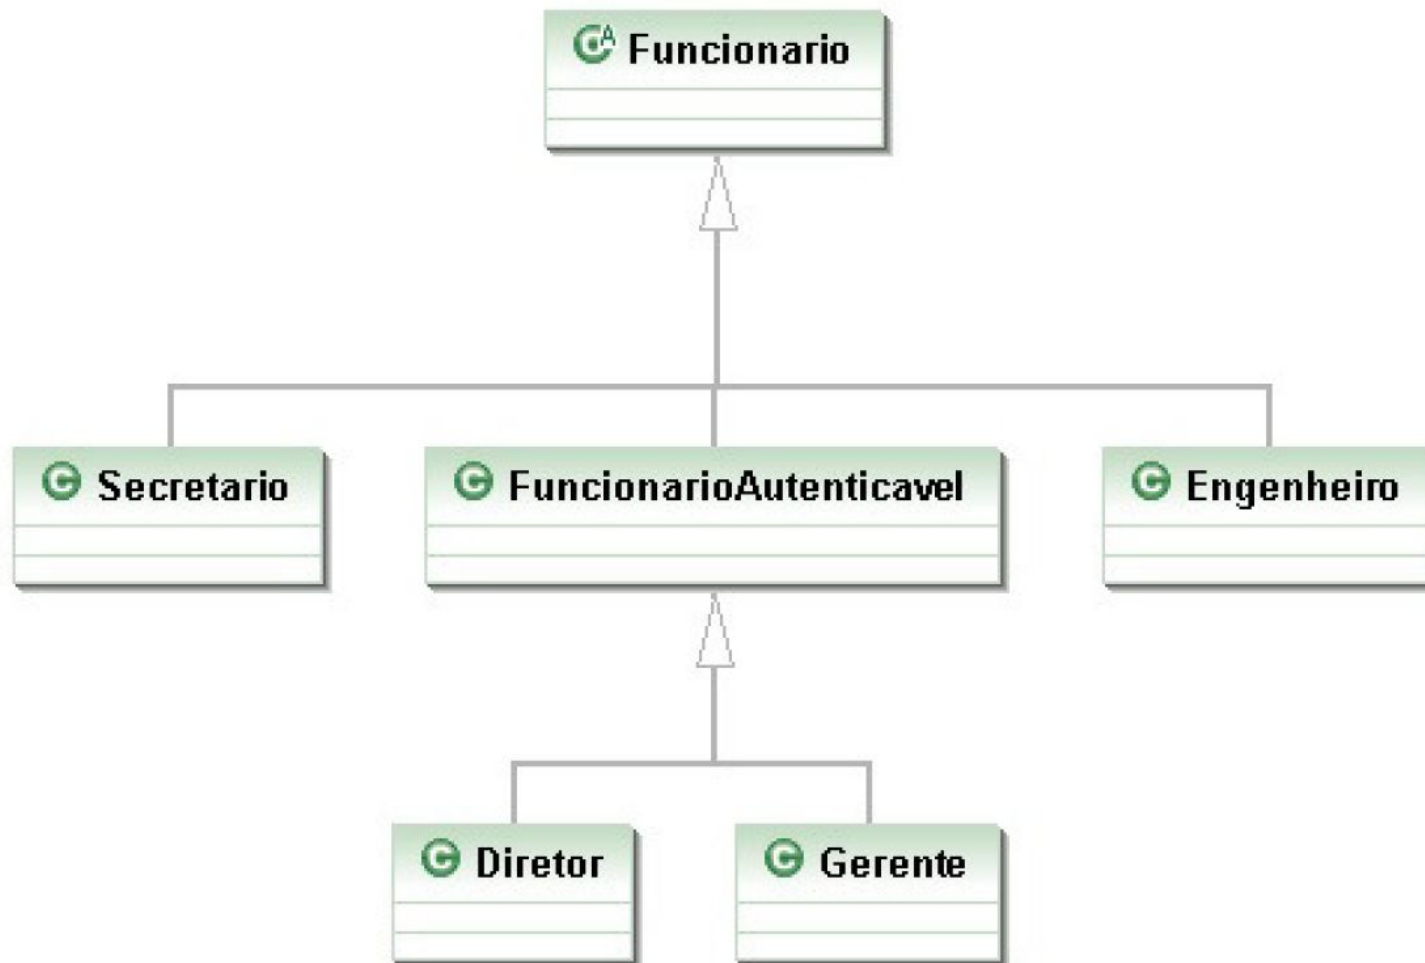 Funcionario
Secretario
FuncionarioAutenticavel
Engenheiro
Diretor
Gerente